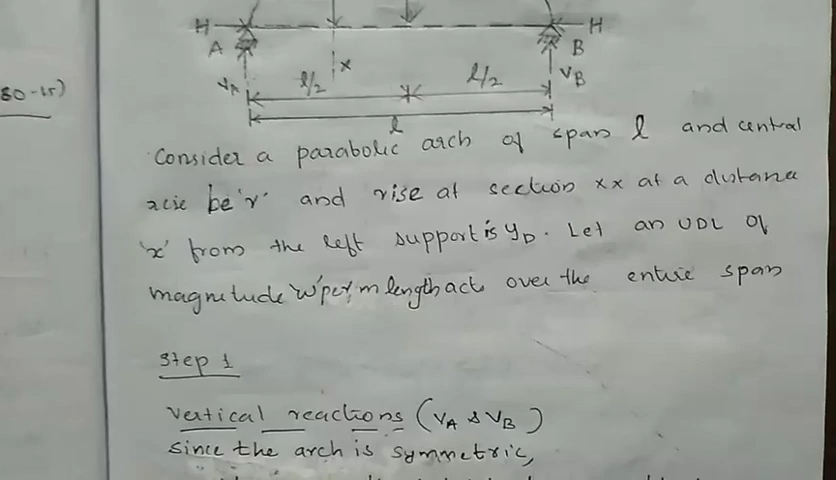 H H
A B
x
VA l/2 l/2 VB
80-15)
l
Consider a parabolic arch of span l and central
rise be 'r' and rise at section xx at a distance
'x' from the left support is yD. Let an UDL of
magnitude 'w' per m length acts over the entire span
Step 1
Vertical reactions (VA & VB)
since the arch is symmetric,